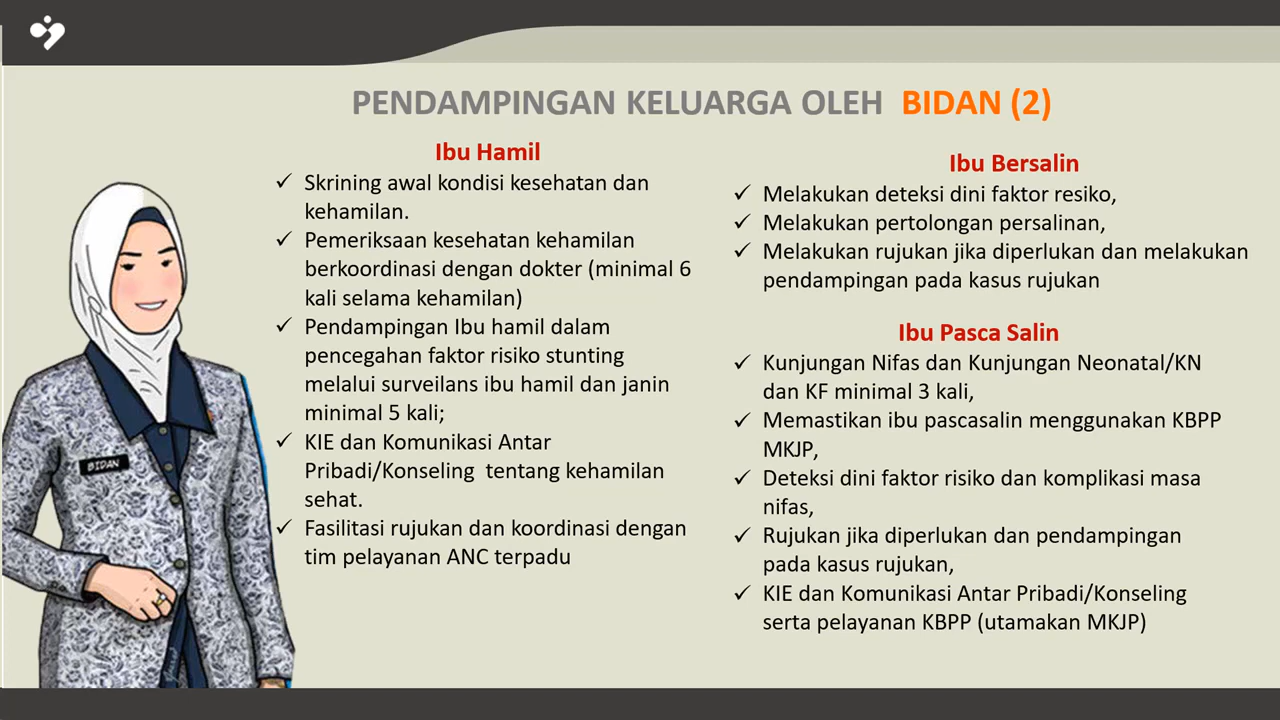 PENDAMPINGAN KELUARGA OLEH BIDAN (2)
Ibu Hamil
✓ Skrining awal kondisi kesehatan dan
kehamilan.
✓ Pemeriksaan kesehatan kehamilan
berkoordinasi dengan dokter (minimal 6
kali selama kehamilan)
✓ Pendampingan Ibu hamil dalam
pencegahan faktor risiko stunting
melalui surveilans ibu hamil dan janin
minimal 5 kali;
✓ KIE dan Komunikasi Antar
Pribadi/Konseling tentang kehamilan
sehat.
✓ Fasilitasi rujukan dan koordinasi dengan
tim pelayanan ANC terpadu
Ibu Bersalin
✓ Melakukan deteksi dini faktor resiko,
✓ Melakukan pertolongan persalinan,
✓ Melakukan rujukan jika diperlukan dan melakukan
pendampingan pada kasus rujukan
Ibu Pasca Salin
✓ Kunjungan Nifas dan Kunjungan Neonatal/KN
dan KF minimal 3 kali,
✓ Memastikan ibu pascasalin menggunakan KBPP
MKJP,
✓ Deteksi dini faktor risiko dan komplikasi masa
nifas,
✓ Rujukan jika diperlukan dan pendampingan
pada kasus rujukan,
✓ KIE dan Komunikasi Antar Pribadi/Konseling
serta pelayanan KBPP (utamakan MKJP)
BIDAN